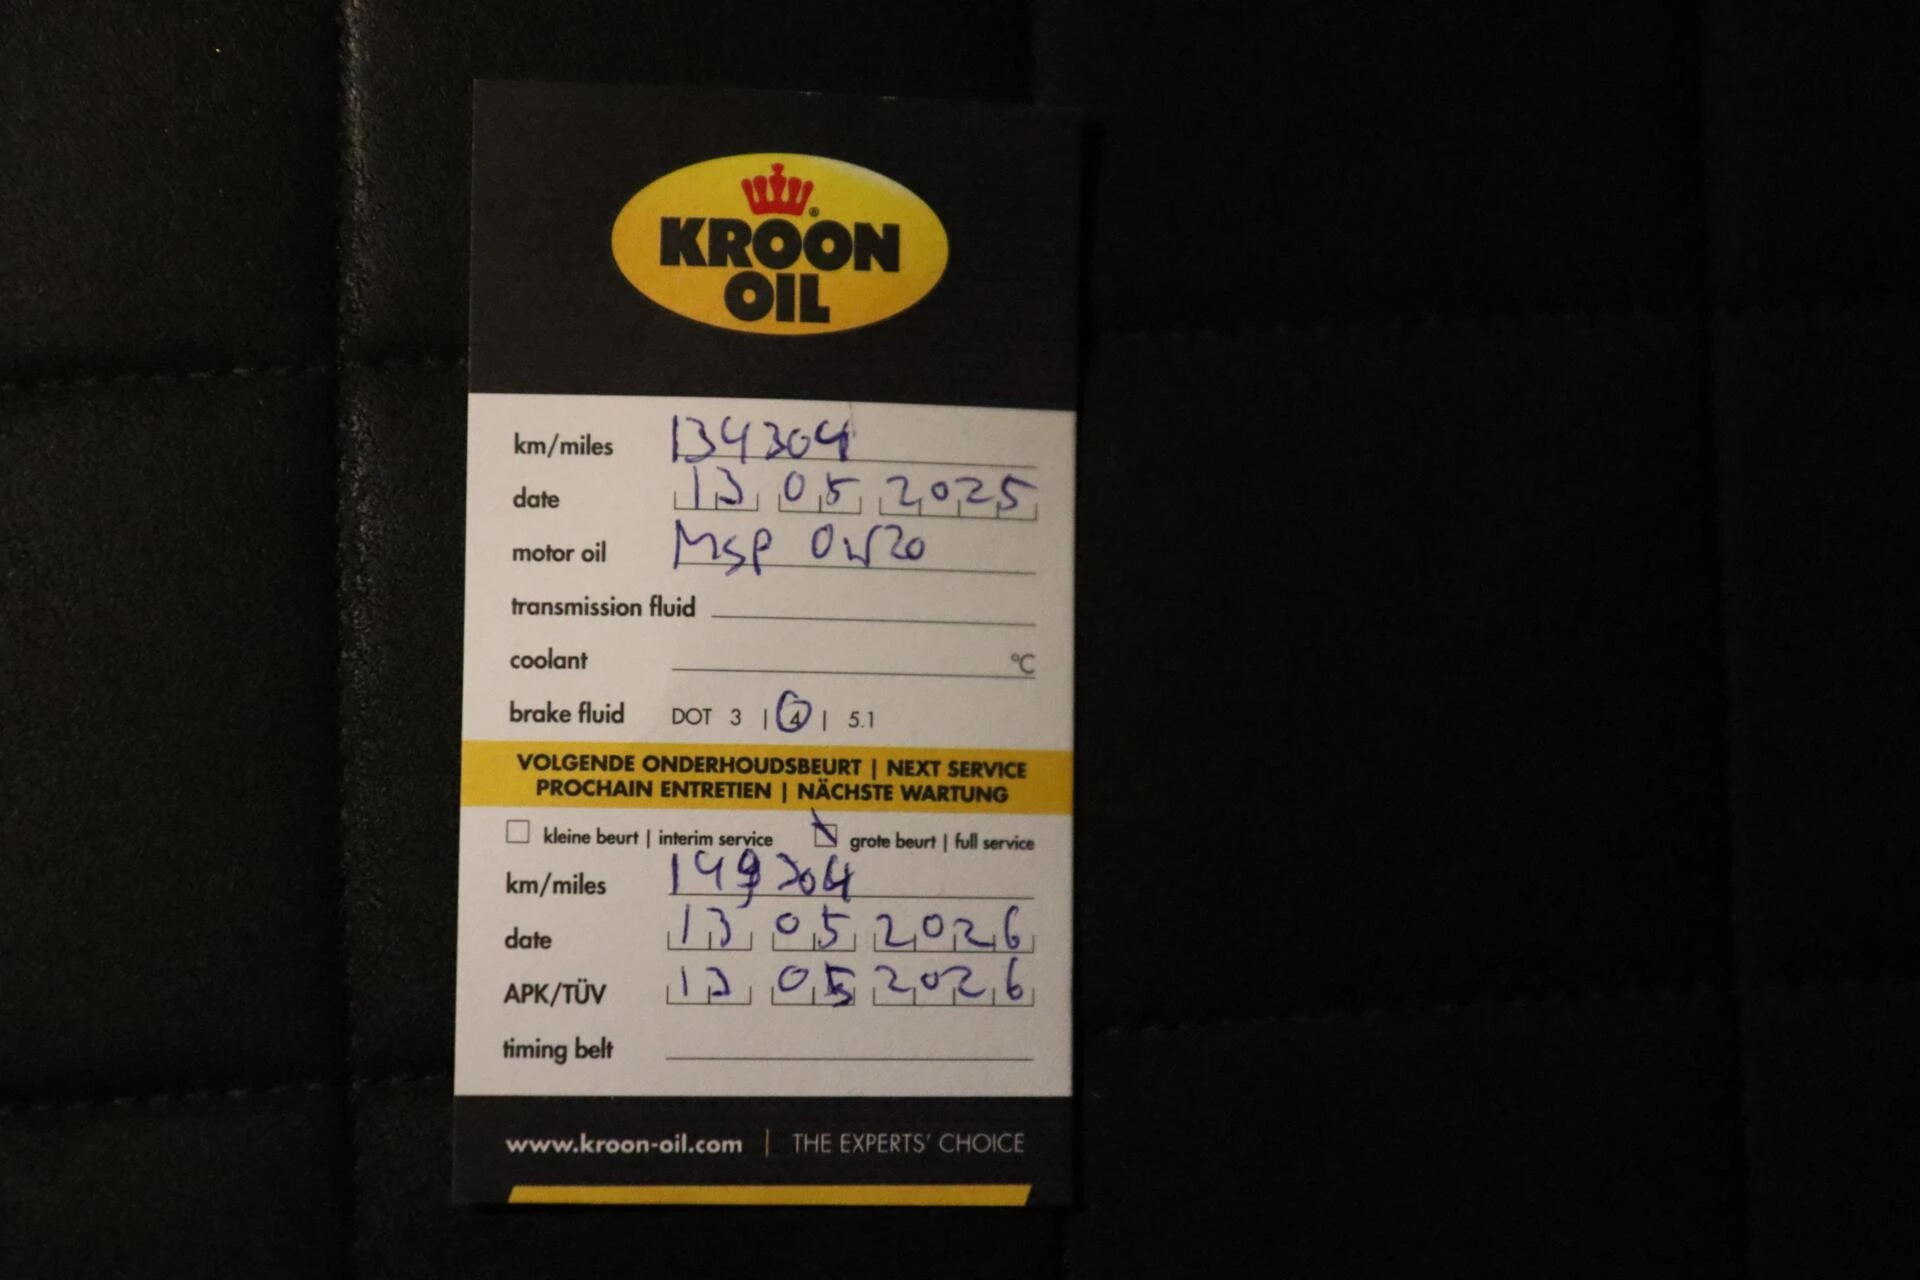 KROON
OIL
km/miles 134304
date 13 05 2025
motor oil MSP 0W20
transmission fluid
coolant °C
brake fluid DOT 3 | 4 | 5.1
VOLGENDE ONDERHOUDSBEURT | NEXT SERVICE
PROCHAIN ENTRETIEN | NÄCHSTE WARTUNG
kleine beurt | interim service grote beurt | full service
km/miles 149304
date 13 05 2026
APK/TÜV 13 05 2026
timing belt
www.kroon-oil.com | THE EXPERTS' CHOICE